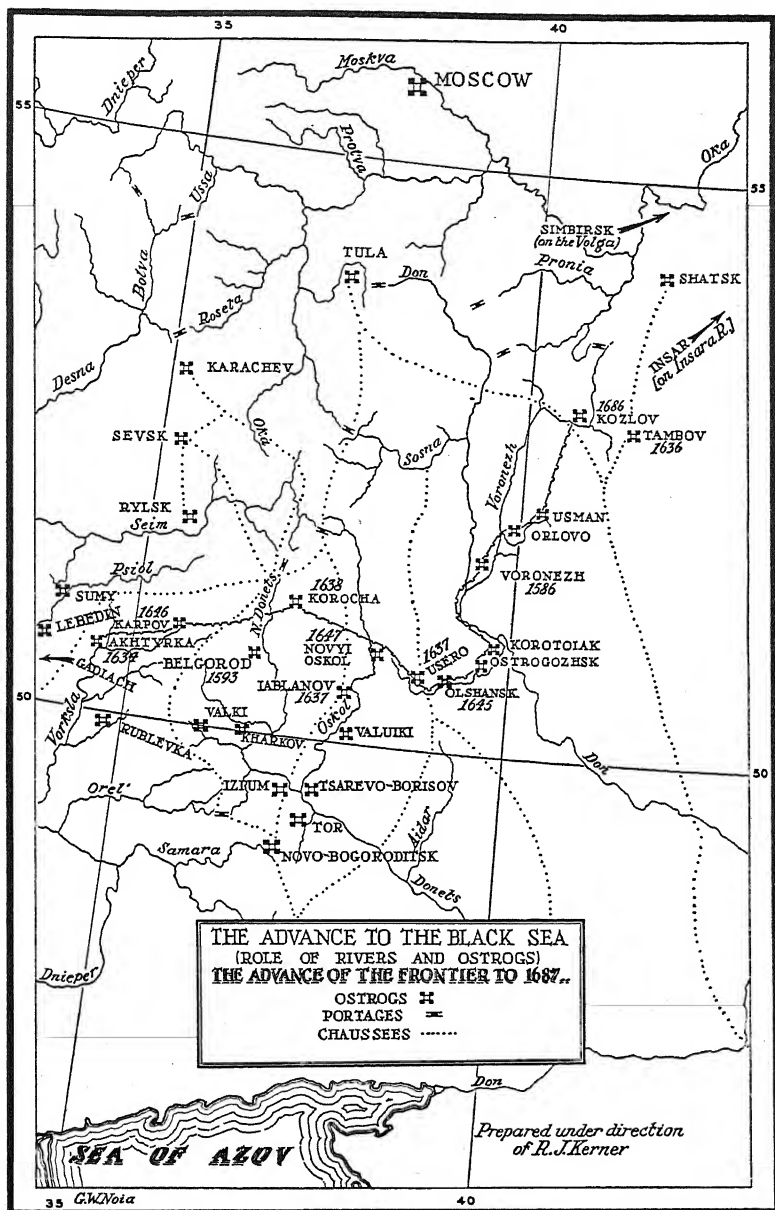 35
40
Dnieper
Moskva
MOSCOW
55
Protva
Oka
55
Ussa
SIMBIRSK
(on the Volga)
TULA
Don
Pronia
SHATSK
Bolva
Roseta
INSAR
[on Insara R.]
Desna
KARACHEV
1686
KOZLOV
SEVSK
Oka
Sosna
TAMBOV
1636
Voronezh
RYLSK
Seim
USMAN
ORLOVO
Psiol
N. Donets
VORONEZH
1586
SUMY
1638
KOROCHA
LEBEDIN
1646
KARPOV
AKHTYRKA
1634
1647
NOVYI
OSKOL
1637
USERO
KOROTOIAK
OSTROGOZHSK
GADIACH
BELGOROD
1593
IABLANOV
1637
OLSHANSK
1645
50
Vorksla
VALKI
Oskol
RUBLEVKA
KHARKOV
VALUIKI
Don
50
Orel'
IZIUM
TSAREVO-BORISOV
TOR
Aidar
Samara
NOVO-BOGORODITSK
Donets
THE ADVANCE TO THE BLACK SEA
(ROLE OF RIVERS AND OSTROGS)
THE ADVANCE OF THE FRONTIER TO 1687..
OSTROGS
PORTAGES
CHAUSSEES
Dnieper
Don
Prepared under direction
of R.J.Kerner
SEA OF AZOV
35
G.W.Noia
40